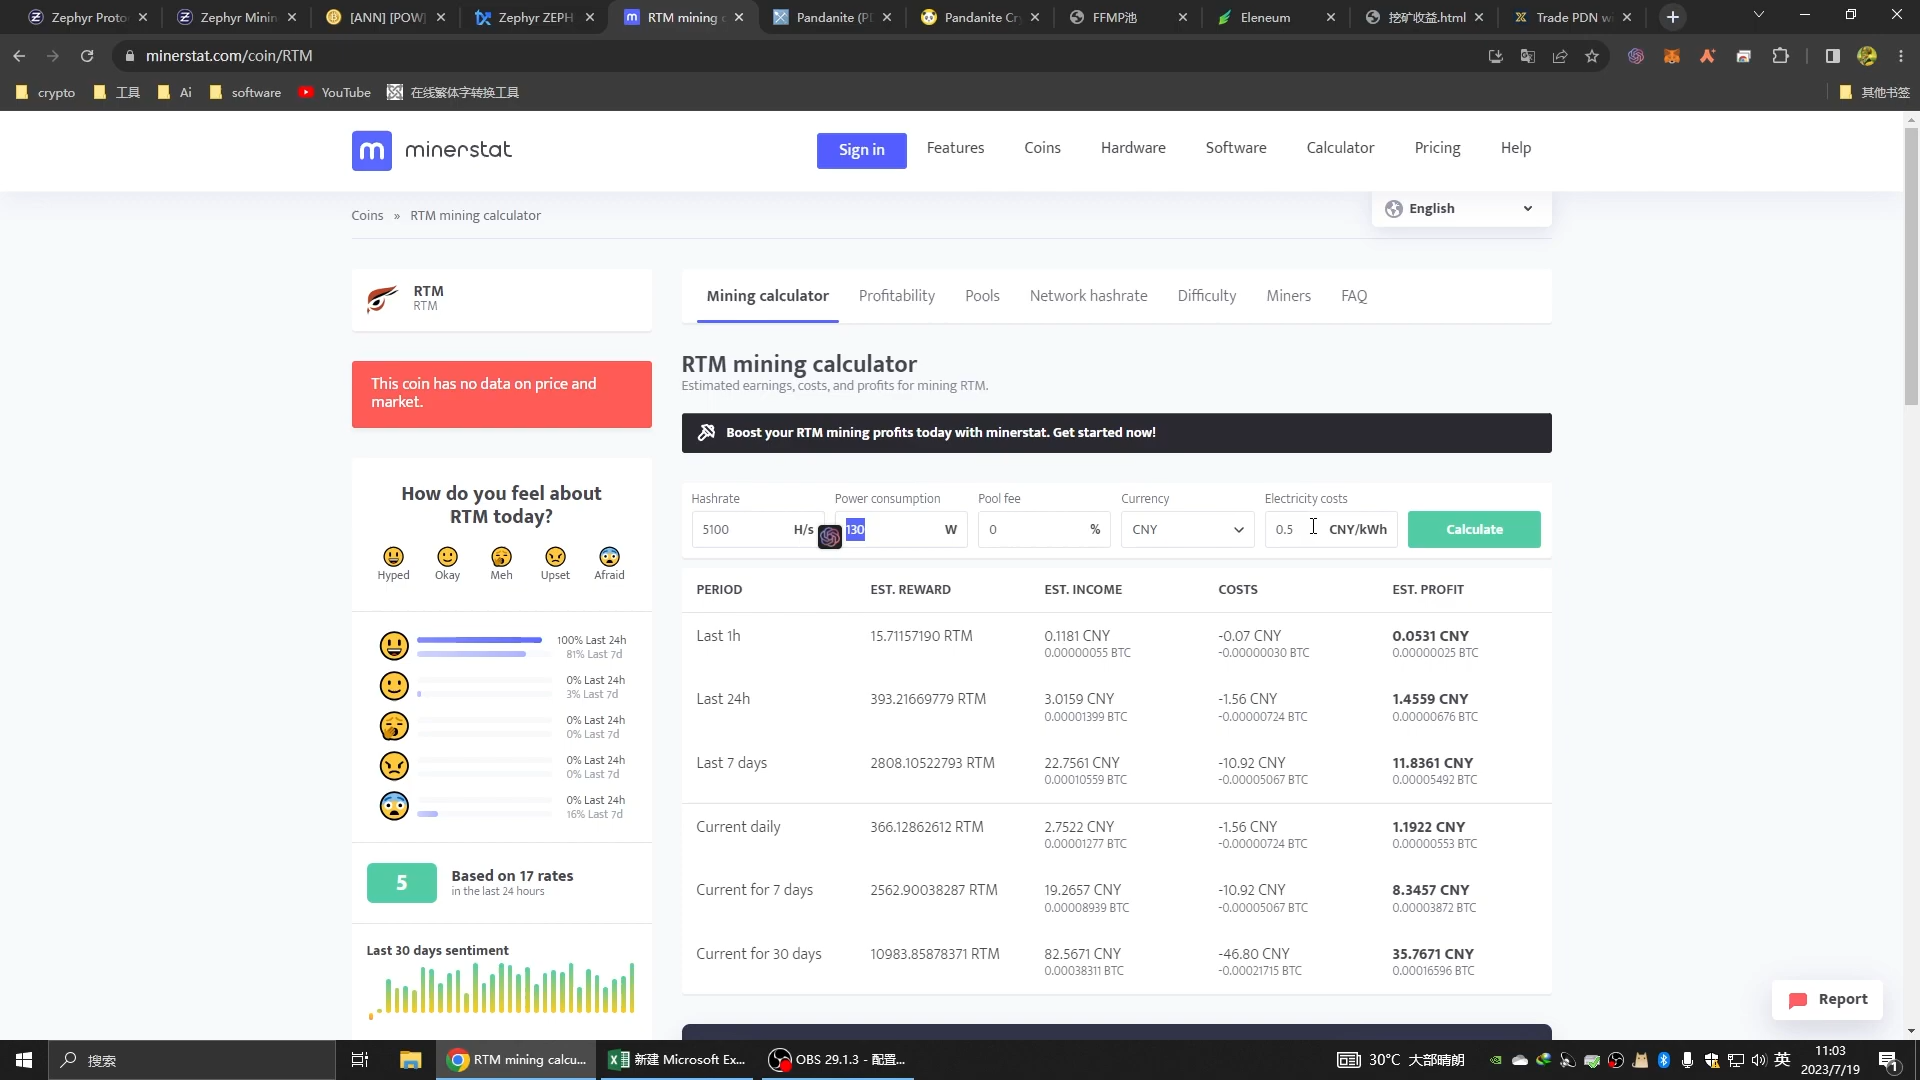 Zephyr Proto
Zephyr Minin
[ANN] [POW]
Zephyr ZEPH
RTM mining
Pandanite (P
Pandanite Cr
FFMP池
Eleneum
挖矿收益.html
Trade PDN w
minerstat.com/coin/RTM
crypto
工具
Ai
software
YouTube
在线繁体字转换工具
其他书签
m minerstat
Sign in
Features
Coins
Hardware
Software
Calculator
Pricing
Help
Coins » RTM mining calculator
English
RTM
RTM
Mining calculator
Profitability
Pools
Network hashrate
Difficulty
Miners
FAQ
This coin has no data on price and
market.
RTM mining calculator
Estimated earnings, costs, and profits for mining RTM.
Boost your RTM mining profits today with minerstat. Get started now!
How do you feel about
RTM today?
Hyped Okay Meh Upset Afraid
100% Last 24h
81% Last 7d
0% Last 24h
3% Last 7d
0% Last 24h
0% Last 7d
0% Last 24h
0% Last 7d
0% Last 24h
16% Last 7d
5
Based on 17 rates
in the last 24 hours
Last 30 days sentiment
Hashrate Power consumption Pool fee Currency Electricity costs
5100 H/s 130 W 0 % CNY 0.5 CNY/kWh Calculate
PERIOD EST. REWARD EST. INCOME COSTS EST. PROFIT
Last 1h 15.71157190 RTM 0.1181 CNY -0.07 CNY 0.0531 CNY
0.00000055 BTC -0.00000030 BTC 0.00000025 BTC
Last 24h 393.21669779 RTM 3.0159 CNY -1.56 CNY 1.4559 CNY
0.00001399 BTC -0.00000724 BTC 0.00000676 BTC
Last 7 days 2808.10522793 RTM 22.7561 CNY -10.92 CNY 11.8361 CNY
0.00010559 BTC -0.00005067 BTC 0.00005492 BTC
Current daily 366.12862612 RTM 2.7522 CNY -1.56 CNY 1.1922 CNY
0.00001277 BTC -0.00000724 BTC 0.00000553 BTC
Current for 7 days 2562.90038287 RTM 19.2657 CNY -10.92 CNY 8.3457 CNY
0.00008939 BTC -0.00005067 BTC 0.00003872 BTC
Current for 30 days 10983.85878371 RTM 82.5671 CNY -46.80 CNY 35.7671 CNY
0.00038311 BTC -0.00021715 BTC 0.00016596 BTC
Report
搜索
RTM mining calcu...
新建 Microsoft Ex...
OBS 29.1.3 - 配置...
30°C 大部晴朗
英
11:03
2023/7/19
1